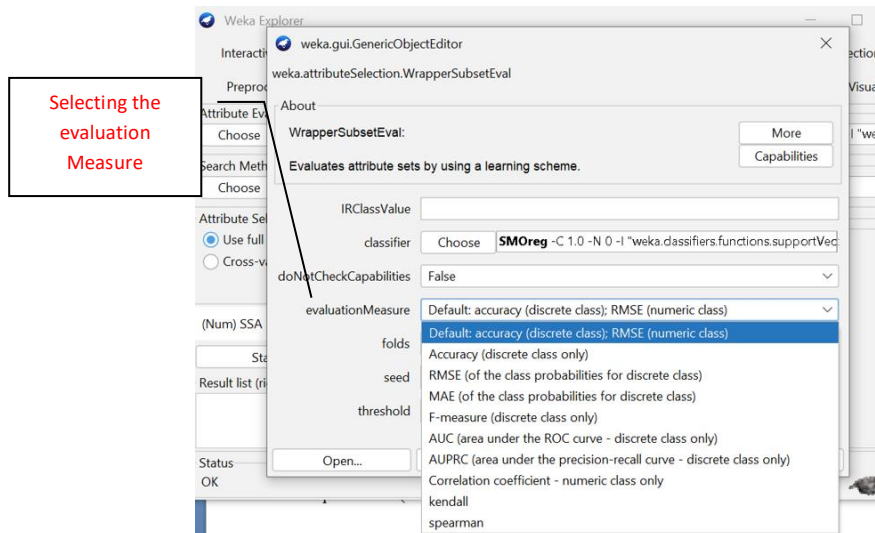 Weka Explorer
weka.gui.GenericObjectEditor
weka.attributeSelection.WrapperSubsetEval
Selecting the
evaluation
Measure
About
WrapperSubsetEval:
More
Evaluates attribute sets by using a learning scheme.
Capabilities
Choose
Choose
Attribute Sel
Use full
Cross-va
(Num) SSA
Sta
Result list (ri
Status
OK
IRClassValue
classifier
Choose
SMOreg -C 1.0 -N 0 -I "weka.classifiers.functions.supportVec
doNotCheckCapabilities
False
evaluationMeasure
Default: accuracy (discrete class); RMSE (numeric class)
folds
seed
threshold
Default: accuracy (discrete class); RMSE (numeric class)
Accuracy (discrete class only)
RMSE (of the class probabilities for discrete class)
MAE (of the class probabilities for discrete class)
F-measure (discrete class only)
AUC (area under the ROC curve - discrete class only)
AUPRC (area under the precision-recall curve - discrete class only)
Correlation coefficient - numeric class only
kendall
spearman
Open...